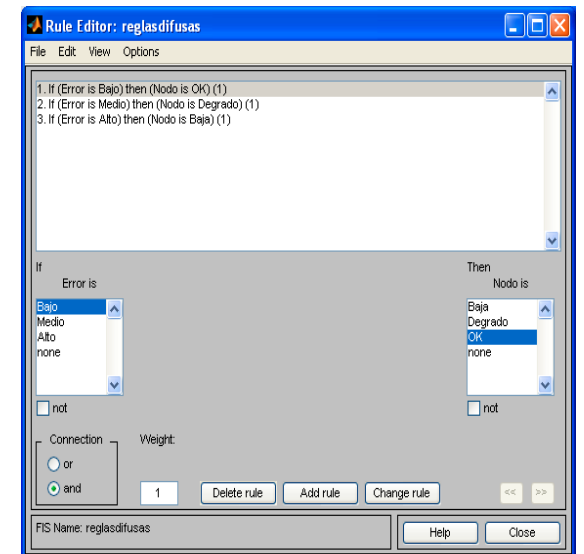 Rule Editor: reglasdifusas
File Edit View Options
1. If (Error is Bajo) then (Nodo is OK) (1)
2. If (Error is Medio) then (Nodo is Degrado) (1)
3. If (Error is Alto) then (Nodo is Baja) (1)
If
Then
Error is
Nodo is
Bajo
Medio
Alto
none
Baja
Degrado
OK
none
not
not
Connection
Weight:
or
and
1
Delete rule
Add rule
Change rule
<<
>>
FIS Name: reglasdifusas
Help
Close